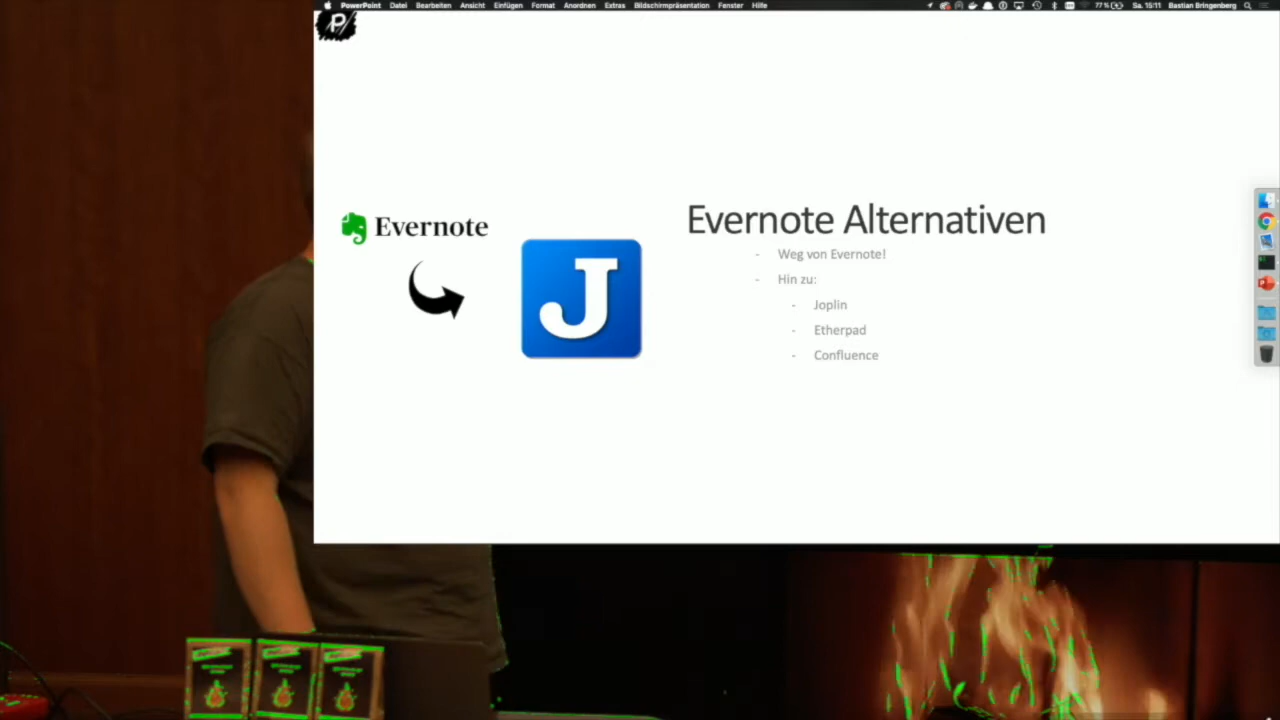 PowerPoint Datei Bearbeiten Ansicht Einfügen Format Anordnen Extras Bildschirmpräsentation Fenster Hilfe
77 % Sa. 15:11 Bastian Bringenberg
Evernote
J
Evernote Alternativen
- Weg von Evernote!
- Hin zu:
- Joplin
- Etherpad
- Confluence